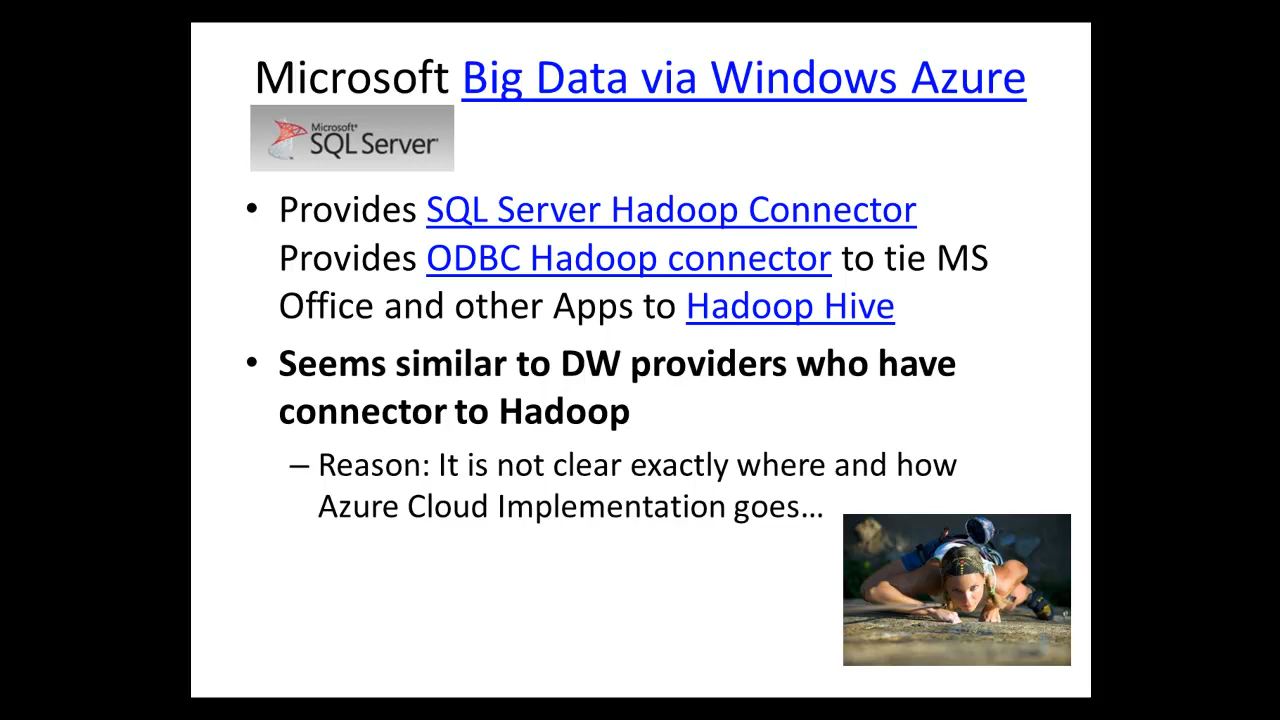 Microsoft Big Data via Windows Azure
Microsoft®
SQL Server®
• Provides SQL Server Hadoop Connector
Provides ODBC Hadoop connector to tie MS
Office and other Apps to Hadoop Hive
• Seems similar to DW providers who have
connector to Hadoop
– Reason: It is not clear exactly where and how
Azure Cloud Implementation goes…